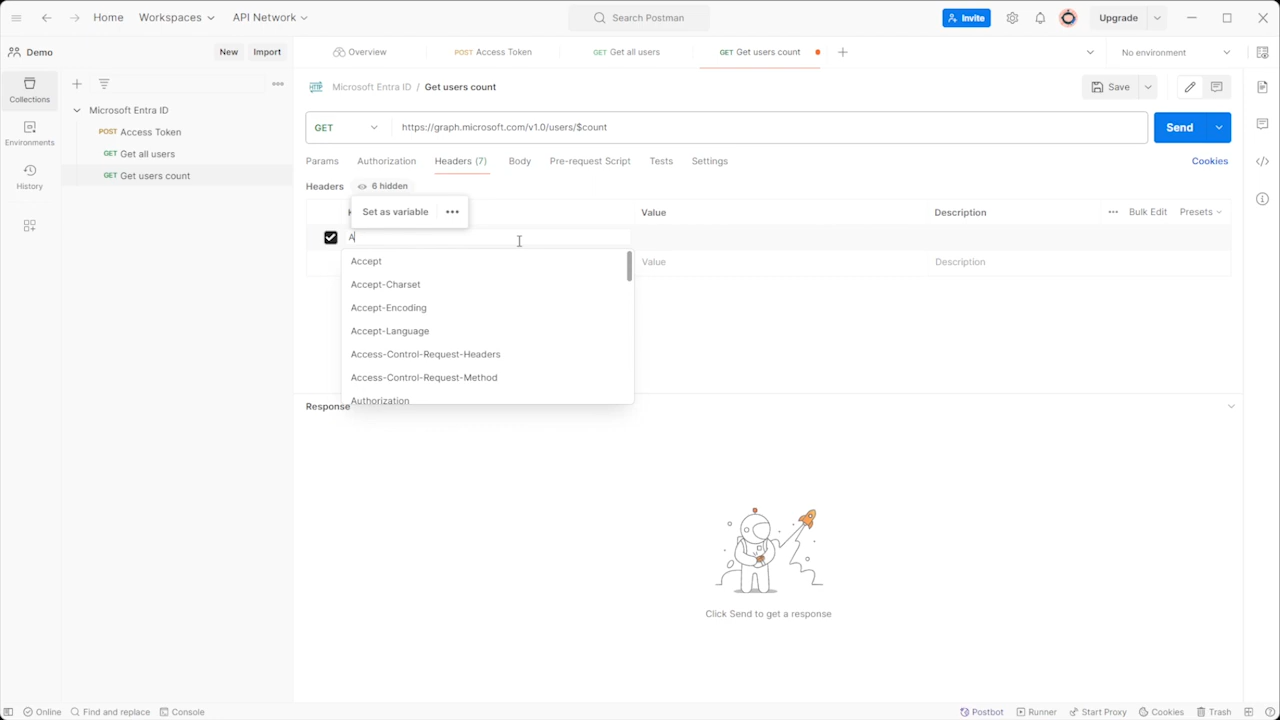 Home
Workspaces
API Network
Search Postman
Invite
Upgrade
Demo
New
Import
Overview
POST Access Token
GET Get all users
GET Get users count
No environment
Collections
Environments
History
Microsoft Entra ID
POST Access Token
GET Get all users
GET Get users count
HTTP
Microsoft Entra ID / Get users count
Save
GET
https://graph.microsoft.com/v1.0/users/$count
Send
Params
Authorization
Headers (7)
Body
Pre-request Script
Tests
Settings
Cookies
Headers
6 hidden
Set as variable
Value
Description
Bulk Edit
Presets
A
Value
Description
Accept
Accept-Charset
Accept-Encoding
Accept-Language
Access-Control-Request-Headers
Access-Control-Request-Method
Authorization
Response
Click Send to get a response
Online
Find and replace
Console
Postbot
Runner
Start Proxy
Cookies
Trash